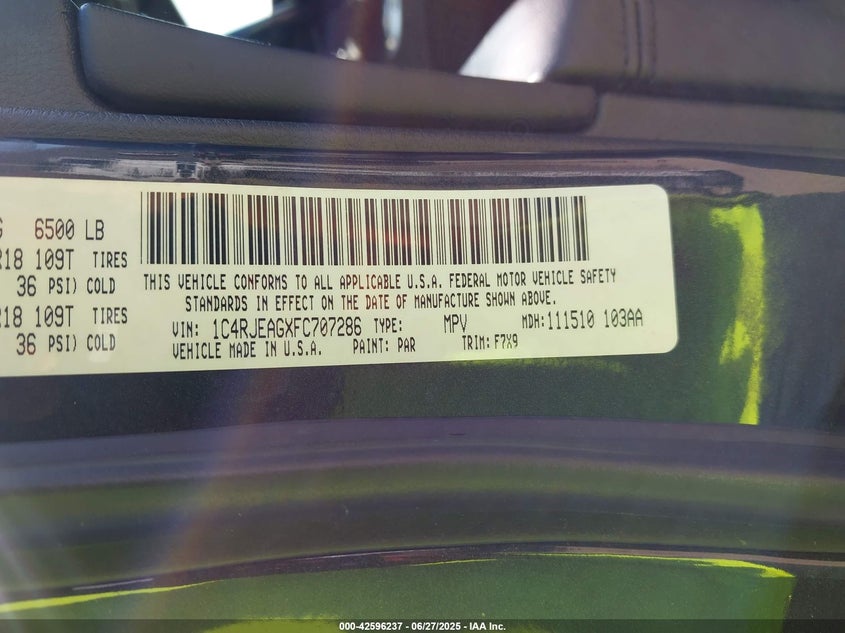 G 6500 LB
R18 109T TIRES
36 PSI) COLD
R18 109T TIRES
36 PSI) COLD
THIS VEHICLE CONFORMS TO ALL APPLICABLE U.S.A. FEDERAL MOTOR VEHICLE SAFETY
STANDARDS IN EFFECT ON THE DATE OF MANUFACTURE SHOWN ABOVE.
VIN: 1C4RJEAGXFC707286 TYPE: MPV MDH:111510 103AA
VEHICLE MADE IN U.S.A. PAINT: PAR TRIM: F7X9
000-42596237 - 06/27/2025 - IAA Inc.